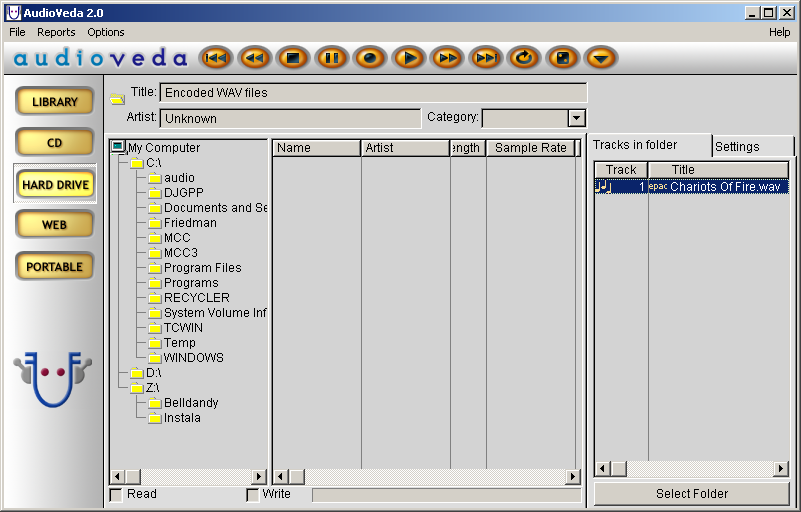 AudioVeda 2.0
File Reports Options Help
audioveda
LIBRARY
CD
HARD DRIVE
WEB
PORTABLE
Title: Encoded WAV files
Artist: Unknown Category:
My Computer
C:\
audio
DJGPP
Documents and Se
Friedman
MCC
MCC3
Program Files
Programs
RECYCLER
System Volume Inf
TCWIN
Temp
WINDOWS
D:\
Z:\
Belldandy
Instala
Name Artist ength Sample Rate
Tracks in folder Settings
Track Title
1 epac Chariots Of Fire.wav
Read Write
Select Folder